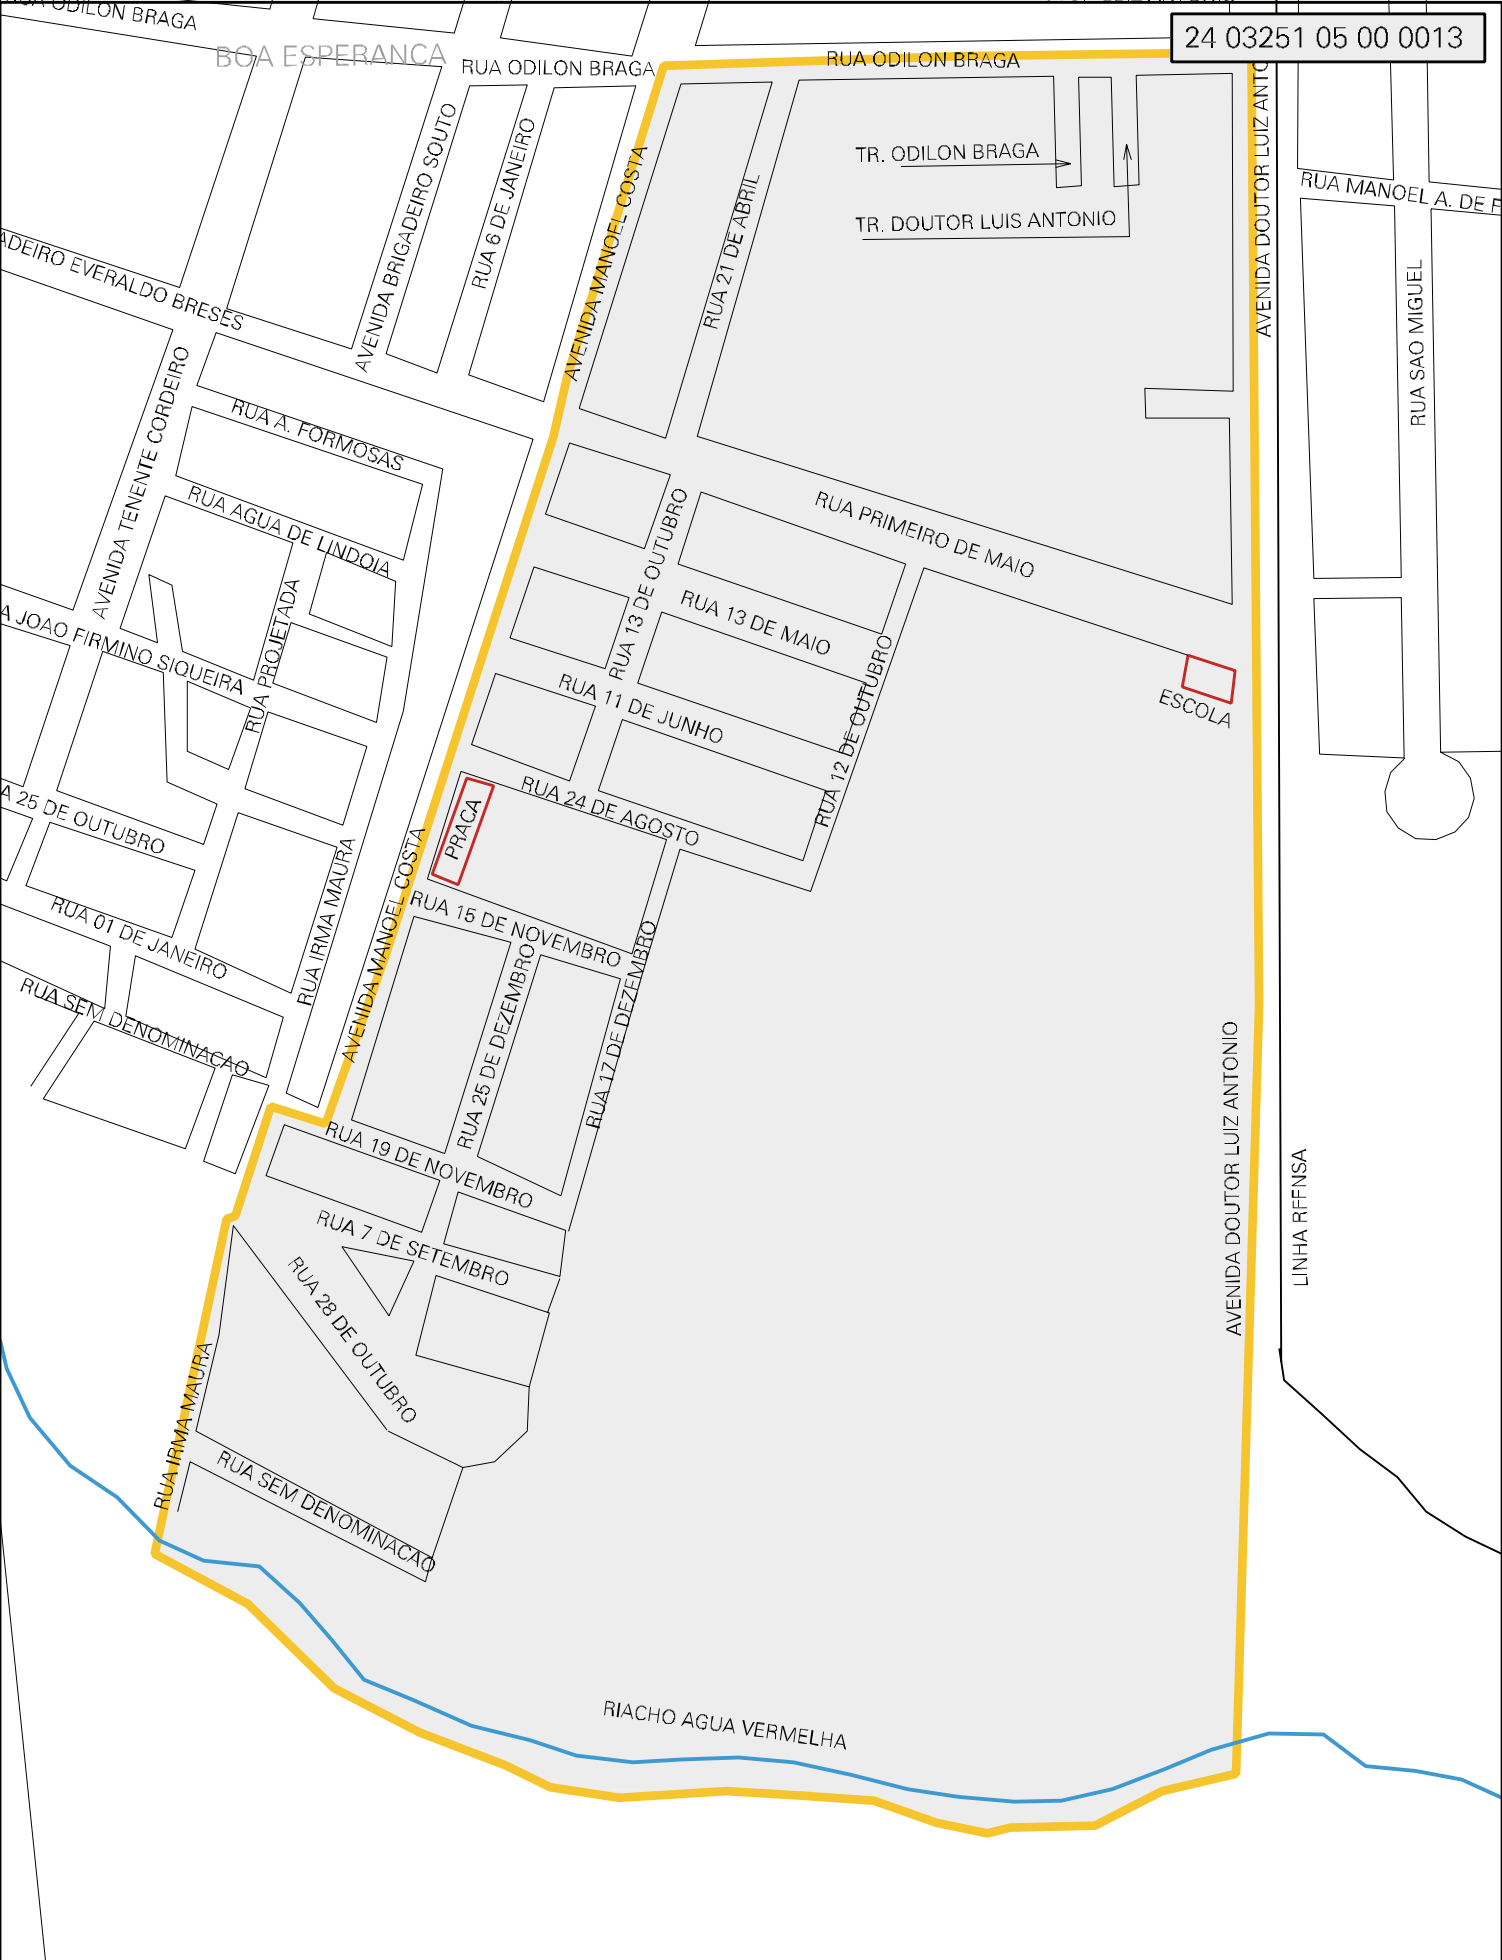 RUA ODILON BRAGA
BOA ESPERANCA
RUA ODILON BRAGA
RUA ODILON BRAGA
24 03251 05 00 0013
AVENIDA DOUTOR LUIZ ANTO
TR. ODILON BRAGA
TR. DOUTOR LUIS ANTONIO
RUA MANOEL A. DE F
RUA SAO MIGUEL
AVENIDA BRIGADEIRO SOUTO
RUA 6 DE JANEIRO
AVENIDA MANOEL COSTA
RUA 21 DE ABRIL
ADEIRO EVERALDO BRESES
AVENIDA TENENTE CORDEIRO
RUA A. FORMOSAS
RUA AGUA DE LINDOIA
RUA PROJETADA
A JOAO FIRMINO SIQUEIRA
RUA PRIMEIRO DE MAIO
RUA 13 DE OUTUBRO
RUA 13 DE MAIO
RUA 11 DE JUNHO
RUA 12 DE OUTUBRO
ESCOLA
RUA 24 DE AGOSTO
PRACA
A 25 DE OUTUBRO
RUA IRMA MAURA
AVENIDA MANOEL COSTA
RUA 01 DE JANEIRO
RUA 15 DE NOVEMBRO
RUA 25 DE DEZEMBRO
RUA 17 DE DEZEMBRO
RUA SEM DENOMINACAO
AVENIDA DOUTOR LUIZ ANTONIO
LINHA RFFNSA
RUA 19 DE NOVEMBRO
RUA 7 DE SETEMBRO
RUA 28 DE OUTUBRO
RUA IRMA MAURA
RUA SEM DENOMINACAO
RIACHO AGUA VERMELHA